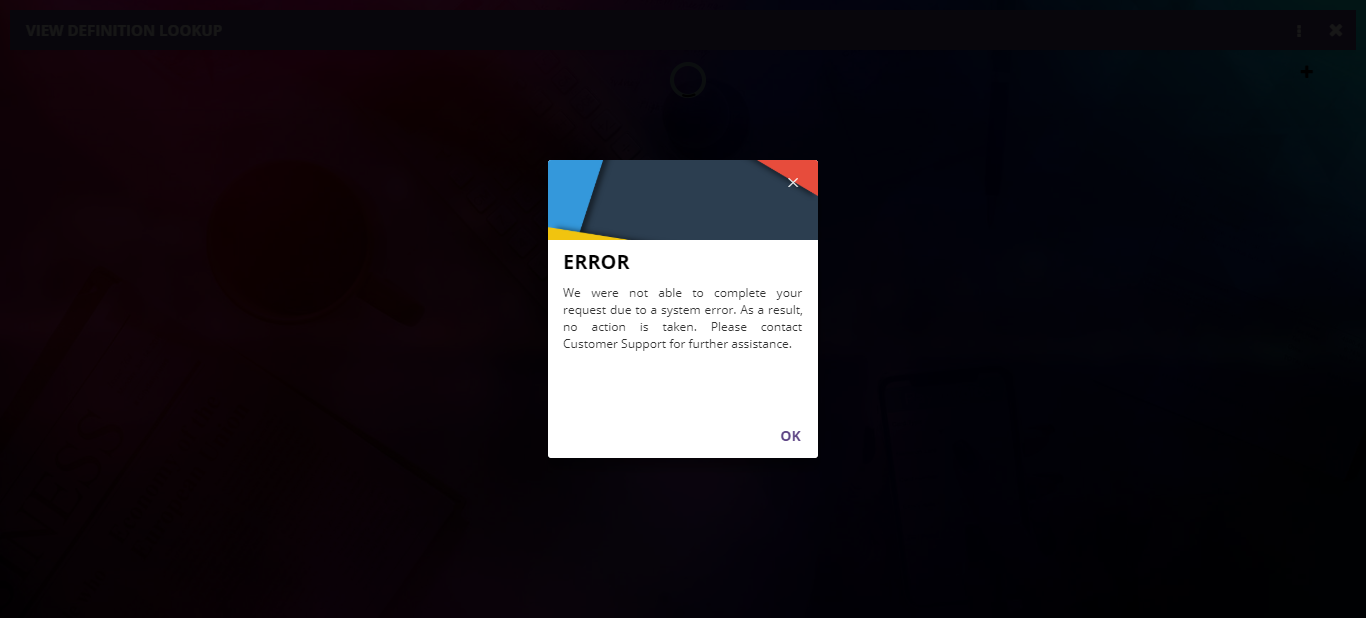 VIEW DEFINITION LOOKUP
ERROR
We were not able to complete your
request due to a system error. As a result,
no action is taken. Please contact
Customer Support for further assistance.
OK